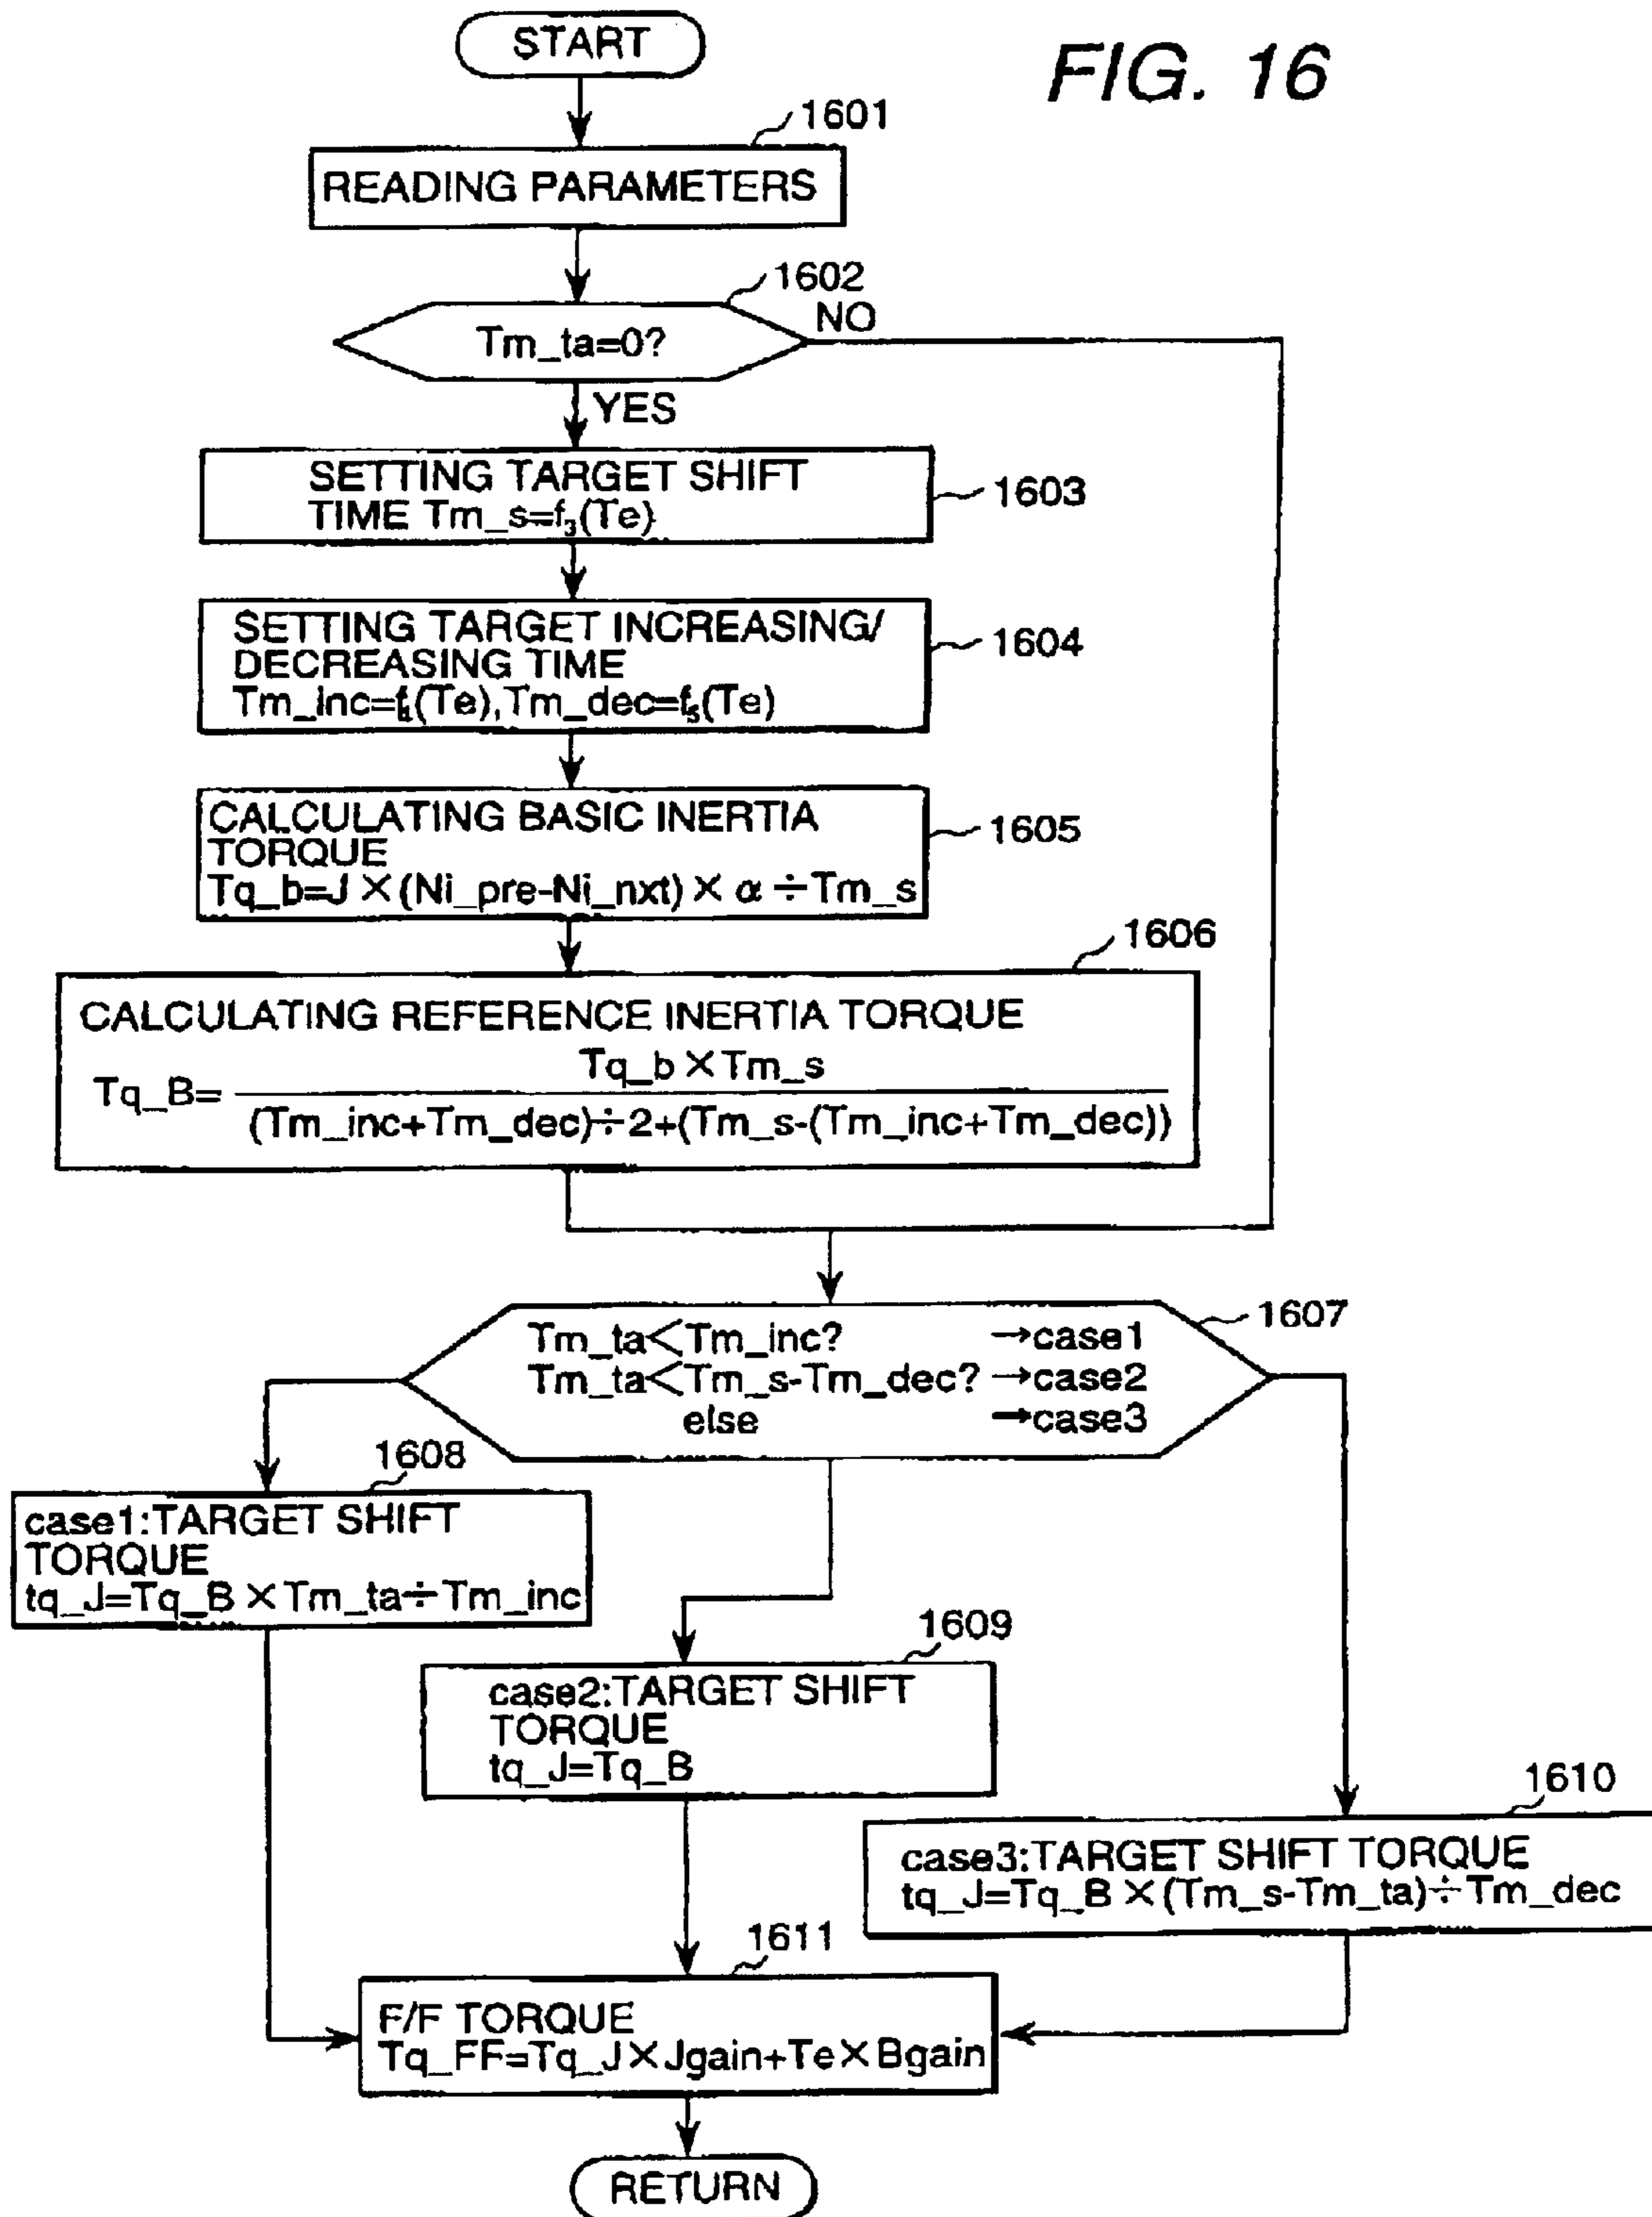 START
FIG. 16
1601
READING PARAMETERS
1602
Tm_ta=0?
NO
YES
SETTING TARGET SHIFT
TIME Tm_s=f₃(Te)
1603
SETTING TARGET INCREASING/
DECREASING TIME
Tm_inc=f₄(Te),Tm_dec=f₅(Te)
1604
CALCULATING BASIC INERTIA
TORQUE
Tq_b=J×(Ni_pre-Ni_nxt)×α÷Tm_s
1605
1606
CALCULATING REFERENCE INERTIA TORQUE
Tq_B=
Tq_b×Tm_s
(Tm_inc+Tm_dec)÷2+(Tm_s-(Tm_inc+Tm_dec))
1607
Tm_ta<Tm_inc? →case1
Tm_ta<Tm_s-Tm_dec? →case2
else →case3
1608
case1:TARGET SHIFT
TORQUE
tq_J=Tq_B×Tm_ta÷Tm_inc
1609
case2:TARGET SHIFT
TORQUE
tq_J=Tq_B
1610
case3:TARGET SHIFT TORQUE
tq_J=Tq_B×(Tm_s-Tm_ta)÷Tm_dec
1611
F/F TORQUE
Tq_FF=Tq_J×Jgain+Te×Bgain
RETURN